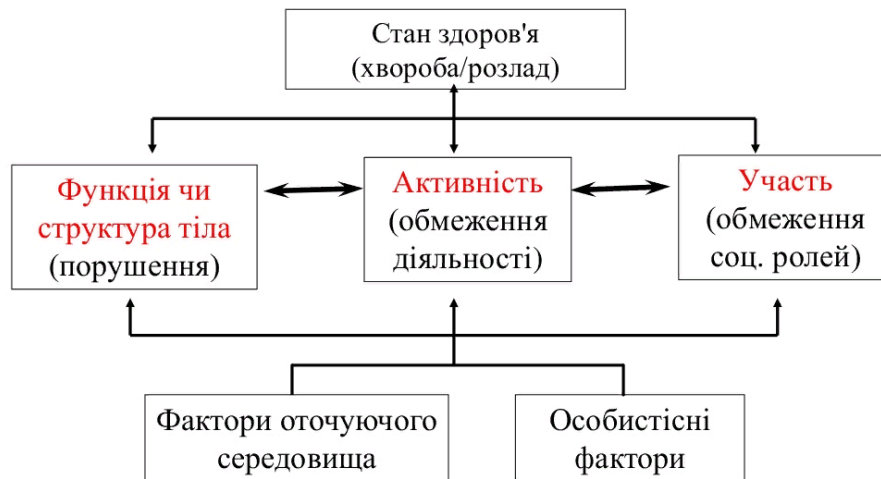 Стан здоров'я
(хвороба/розлад)
Функція чи
структура тіла
(порушення)
Активність
(обмеження
діяльності)
Участь
(обмеження
соц. ролей)
Фактори оточуючого
середовища
Особистісні
фактори